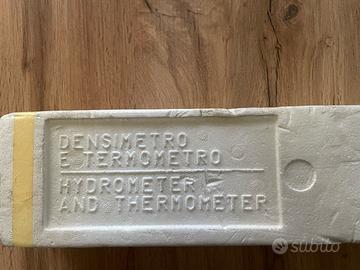 DENSIMETRO
E TERMOMETRO
HYDROMETER
AND THERMOMETER
subito